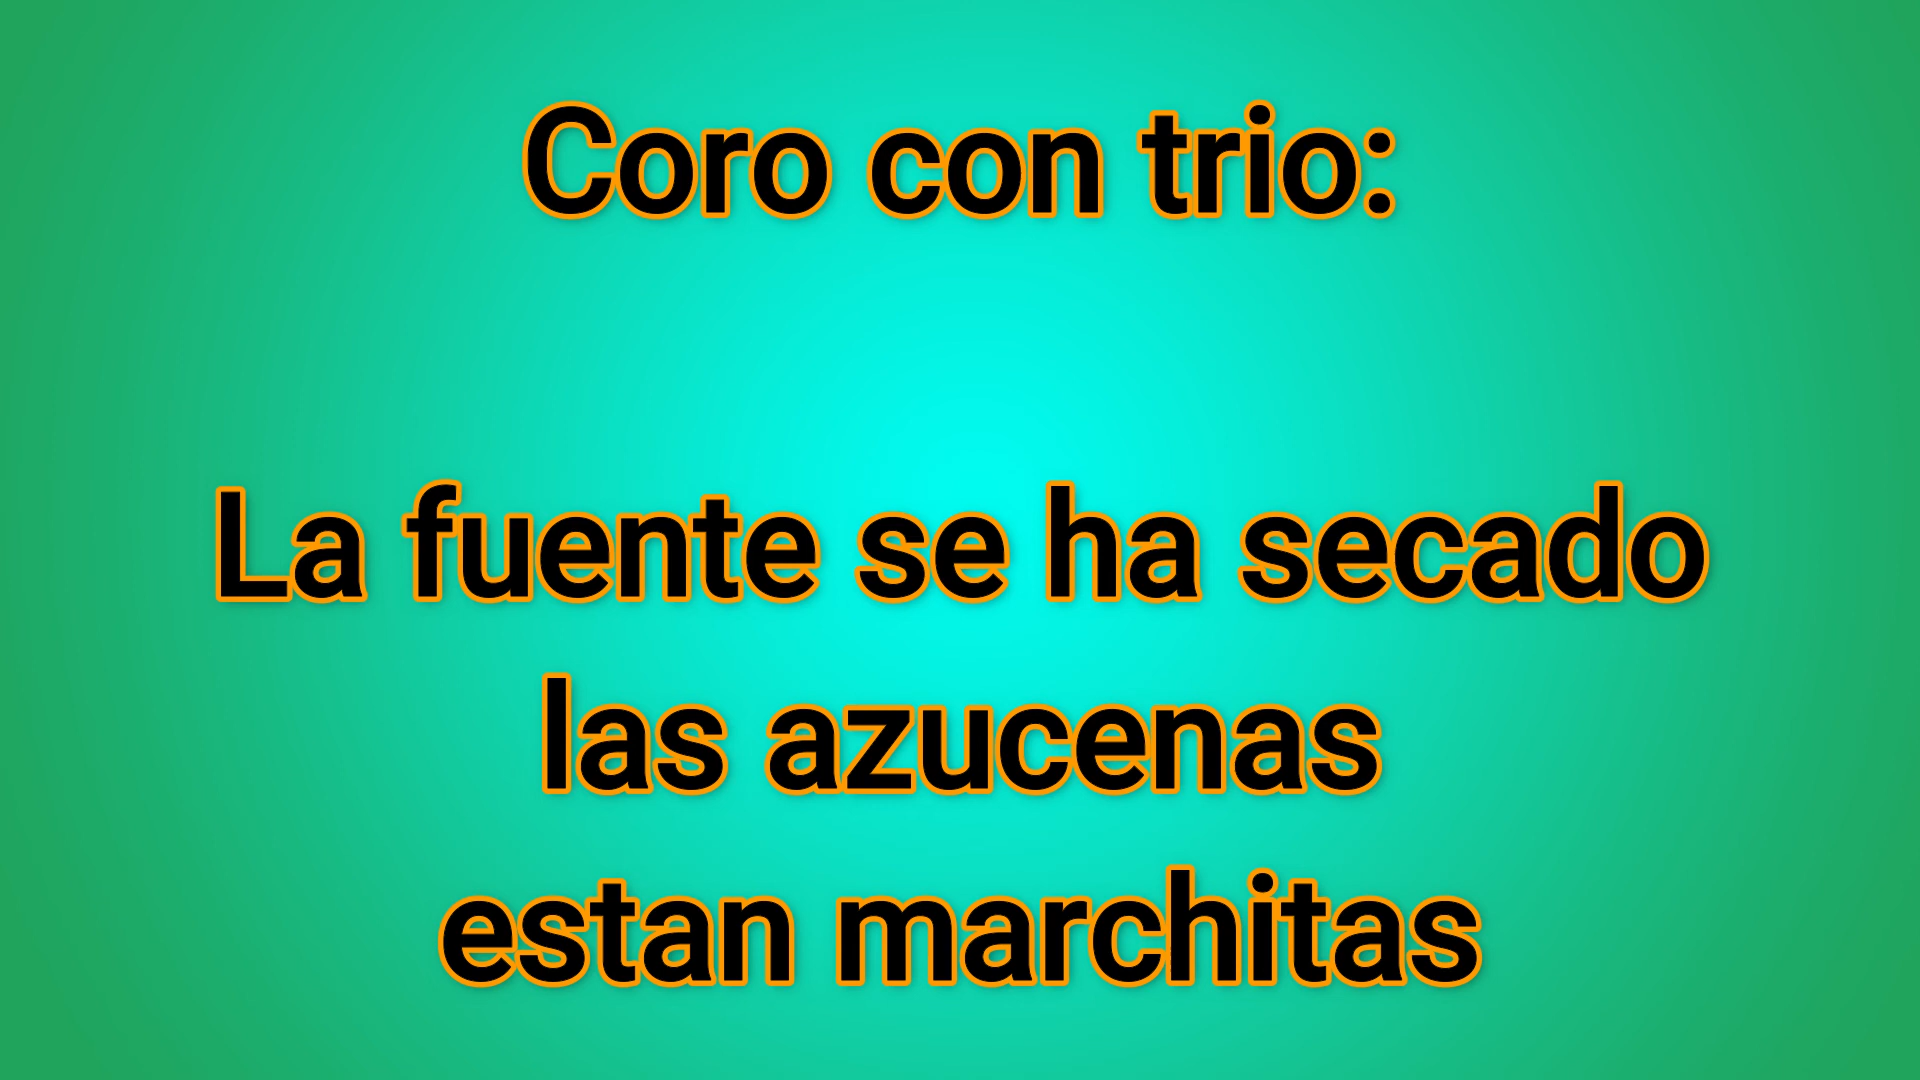 Coro con trio:
La fuente se ha secado
las azucenas
estan marchitas